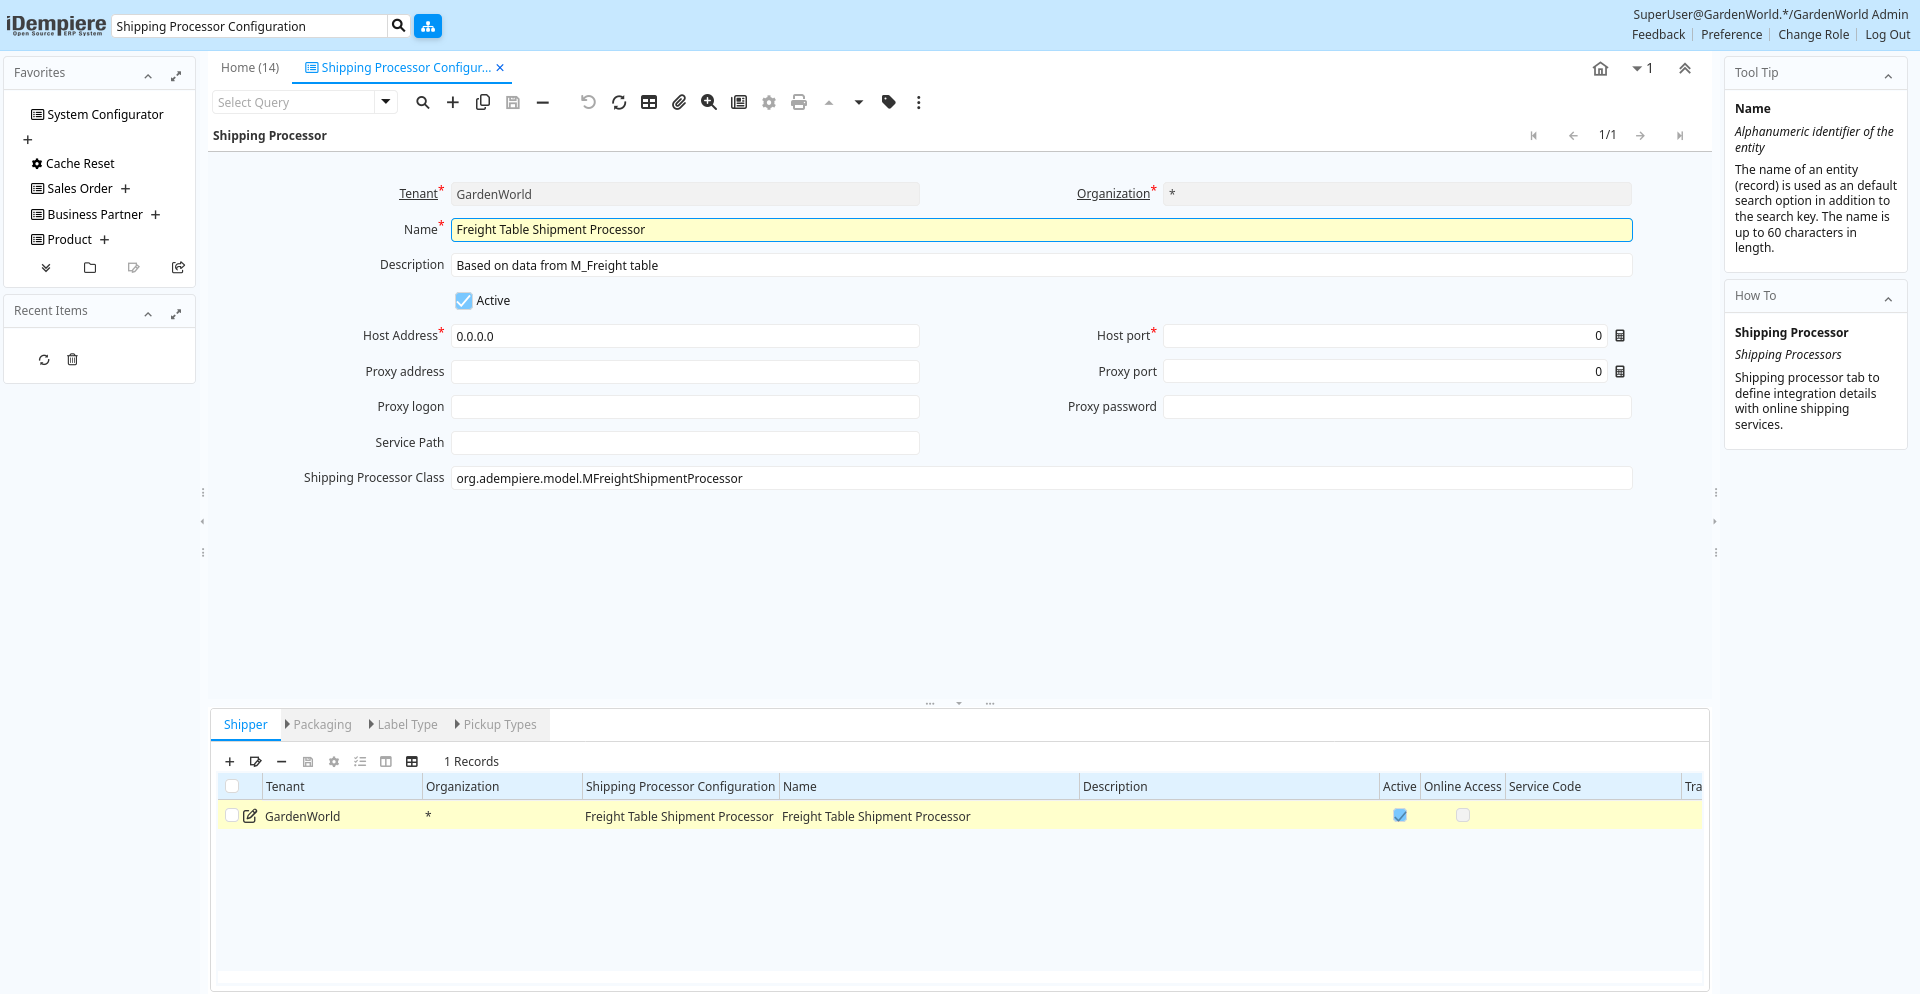 iDempiere
Open Source ERP System
Shipping Processor Configuration
SuperUser@GardenWorld.*/GardenWorld Admin
Feedback Preference Change Role Log Out
Favorites
System Configurator
Cache Reset
Sales Order
Business Partner
Product
Recent Items
Home (14) Shipping Processor Configur...
1
Select Query
Shipping Processor
1/1
Tenant* GardenWorld
Organization* *
Name* Freight Table Shipment Processor
Description Based on data from M_Freight table
Active
Host Address* 0.0.0.0
Host port* 0
Proxy address
Proxy port 0
Proxy logon
Proxy password
Service Path
Shipping Processor Class org.adempiere.model.MFreightShipmentProcessor
Shipper Packaging Label Type Pickup Types
1 Records
Tenant Organization Shipping Processor Configuration Name Description Active Online Access Service Code Tra
GardenWorld * Freight Table Shipment Processor Freight Table Shipment Processor
Tool Tip
Name
Alphanumeric identifier of the
entity
The name of an entity
(record) is used as an default
search option in addition to
the search key. The name is
up to 60 characters in
length.
How To
Shipping Processor
Shipping Processors
Shipping processor tab to
define integration details
with online shipping
services.